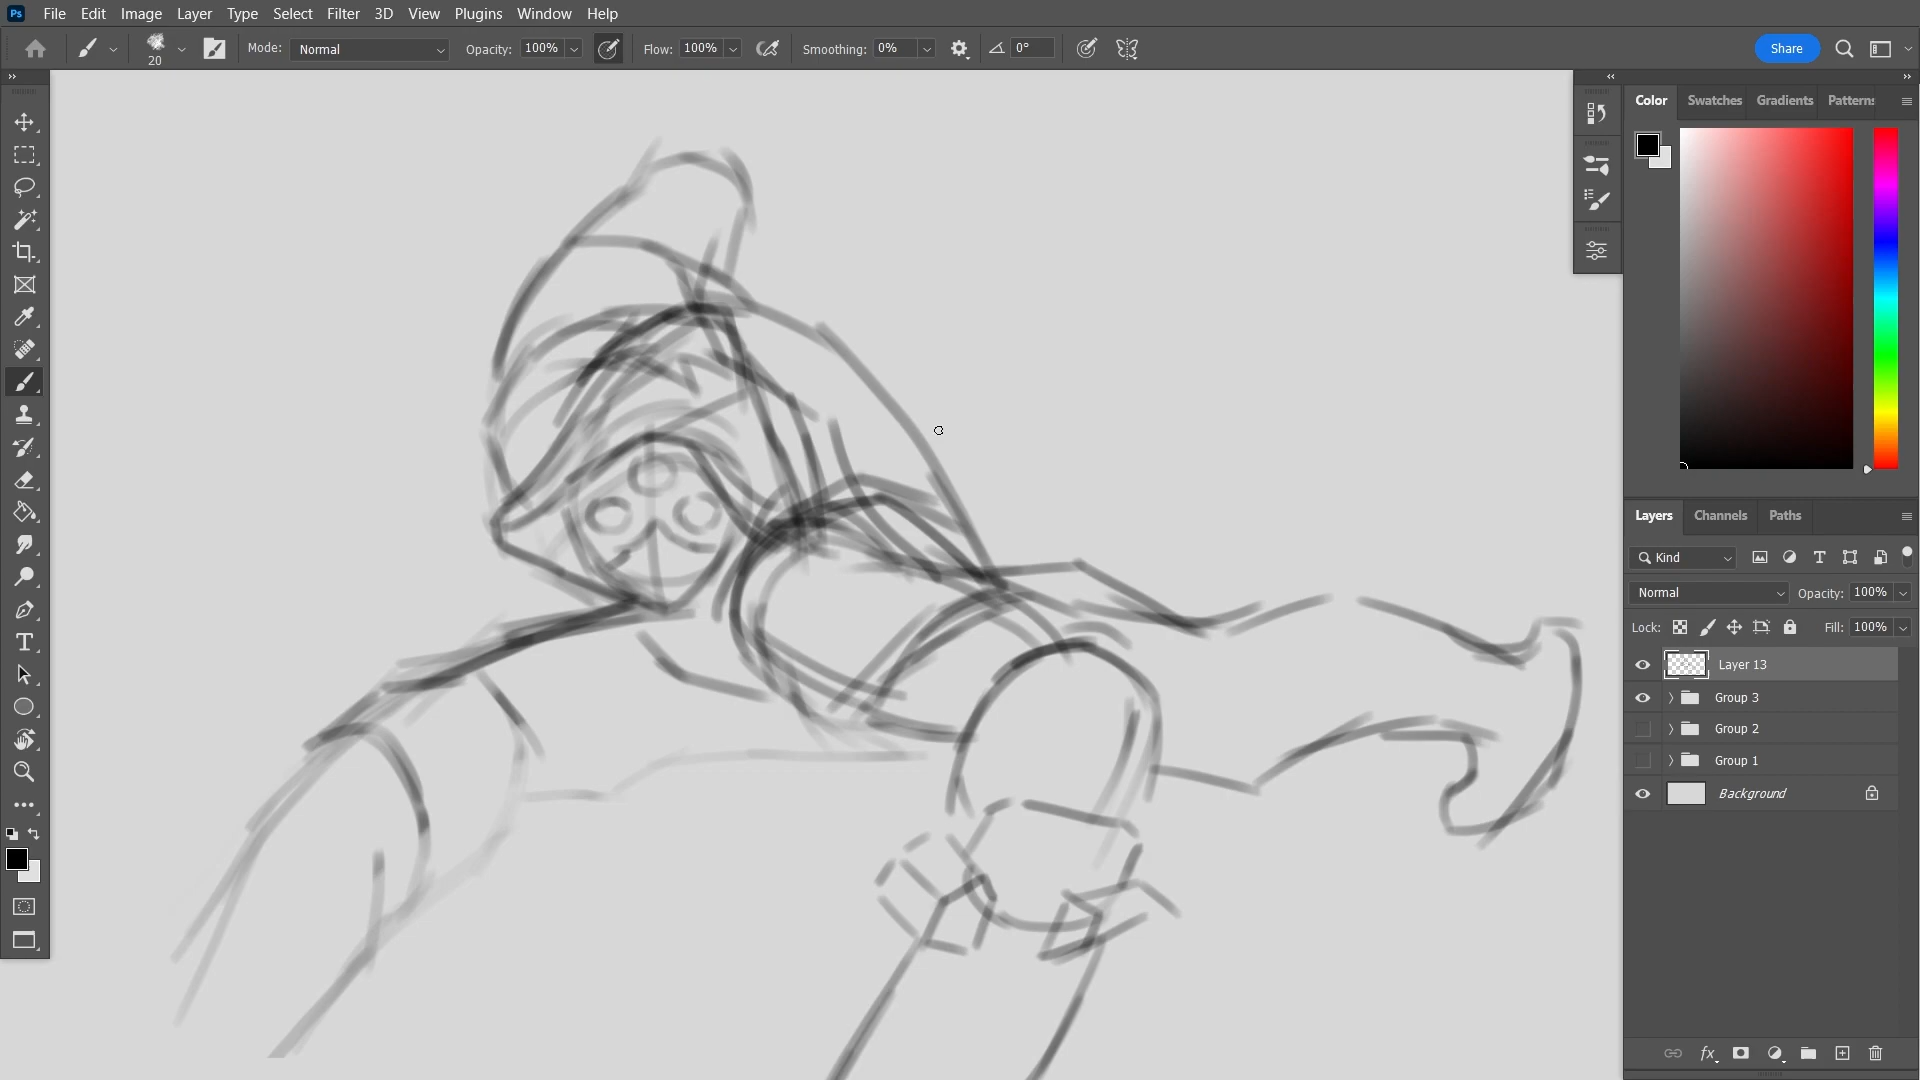 Ps File Edit Image Layer Type Select Filter 3D View Plugins Window Help
20 Mode: Normal Opacity: 100% Flow: 100% Smoothing: 0% 0° Share
Color Swatches Gradients Patterns
Layers Channels Paths
Kind
Normal Opacity: 100%
Lock: Fill: 100%
Layer 13
Group 3
Group 2
Group 1
Background
fx